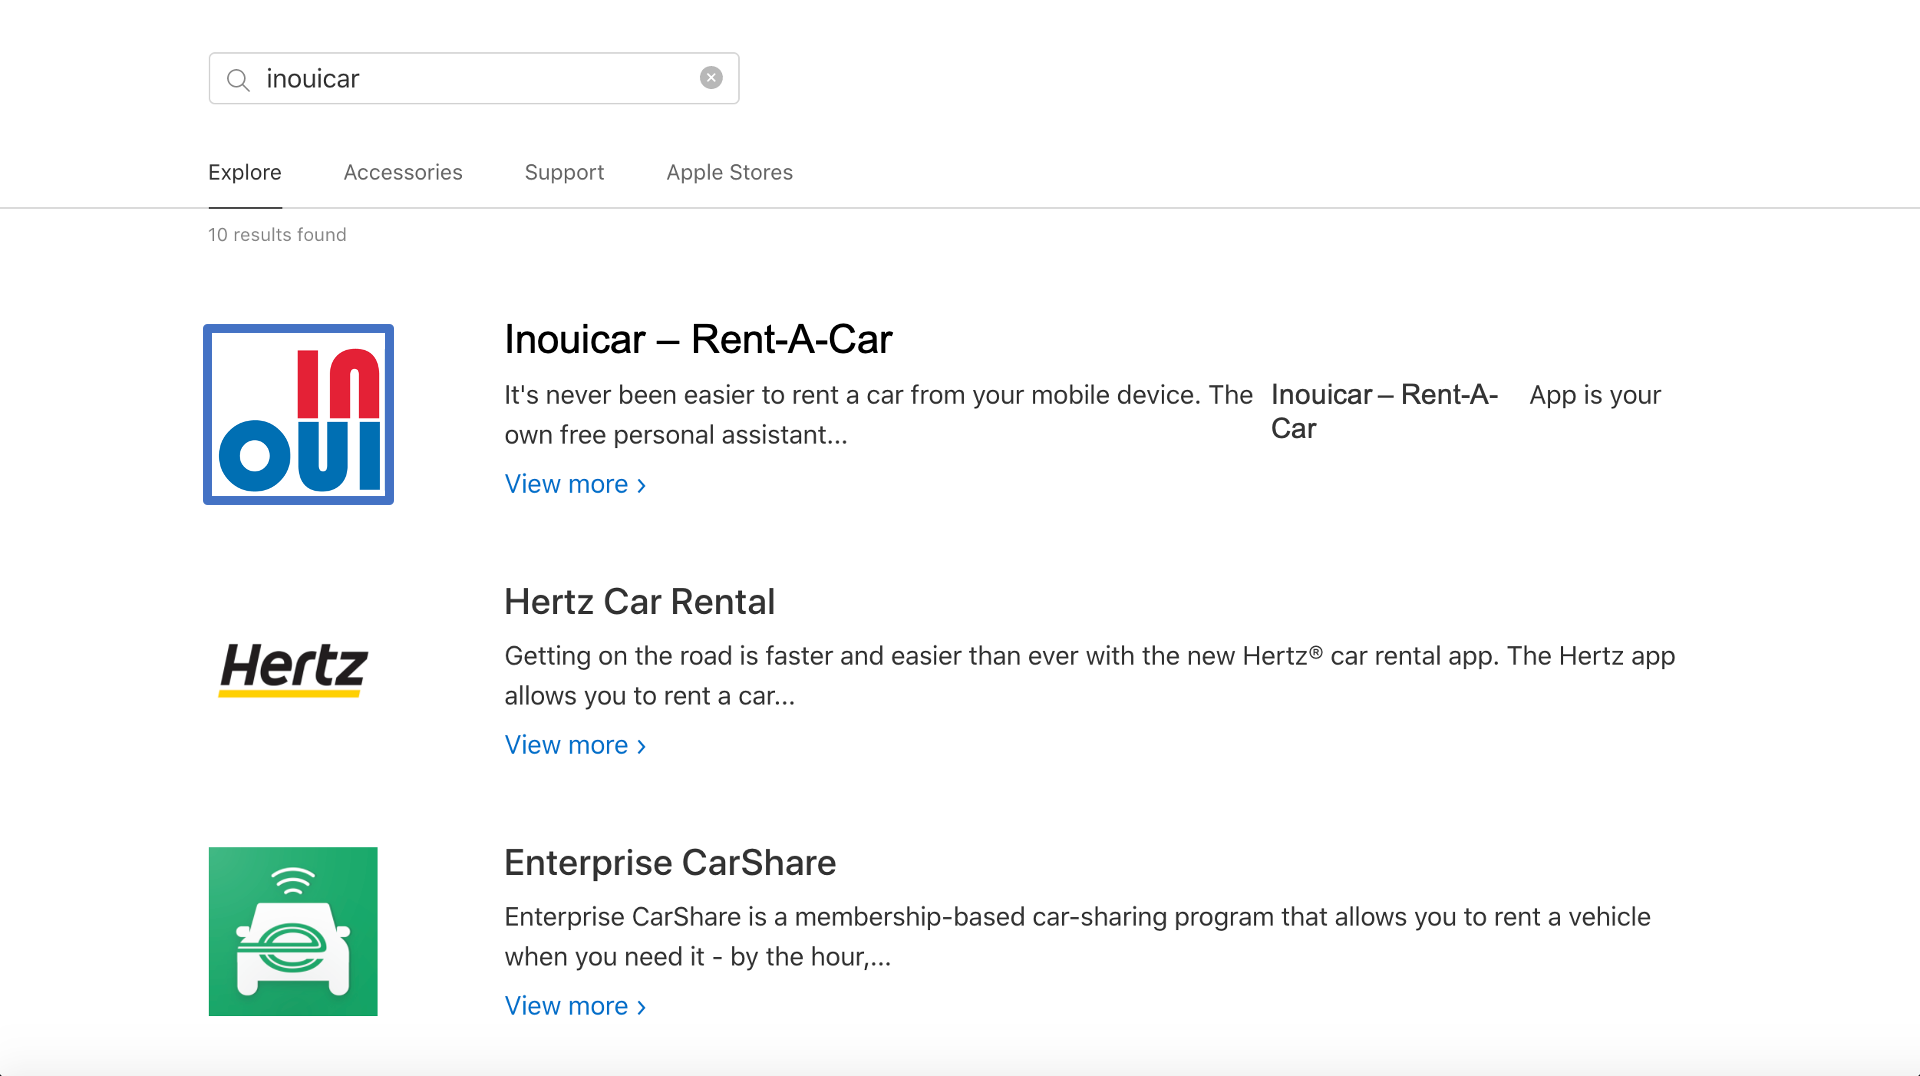 inouicar
Explore Accessories Support Apple Stores
10 results found
IN
OUI
Inouicar – Rent-A-Car
It's never been easier to rent a car from your mobile device. The Inouicar – Rent-A-Car App is your
own free personal assistant...
View more ›
Hertz
Hertz Car Rental
Getting on the road is faster and easier than ever with the new Hertz® car rental app. The Hertz app
allows you to rent a car...
View more ›
e
Enterprise CarShare
Enterprise CarShare is a membership-based car-sharing program that allows you to rent a vehicle
when you need it - by the hour,...
View more ›